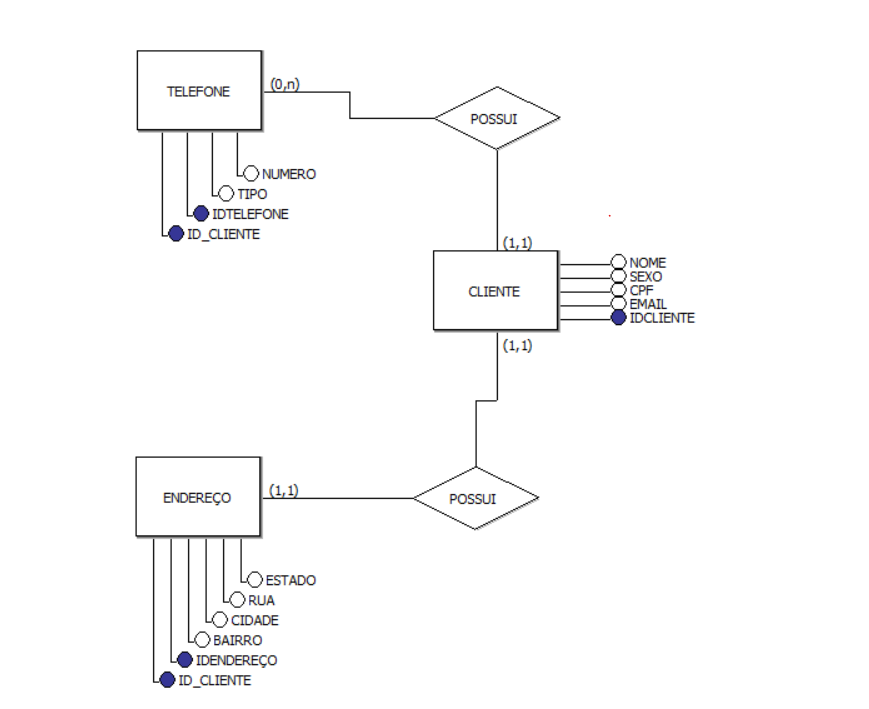 TELEFONE
(0,n)
POSSUI
NUMERO
TIPO
IDTELEFONE
ID_CLIENTE
(1,1)
CLIENTE
NOME
SEXO
CPF
EMAIL
IDCLIENTE
(1,1)
ENDEREÇO
(1,1)
POSSUI
ESTADO
RUA
CIDADE
BAIRRO
IDENDEREÇO
ID_CLIENTE